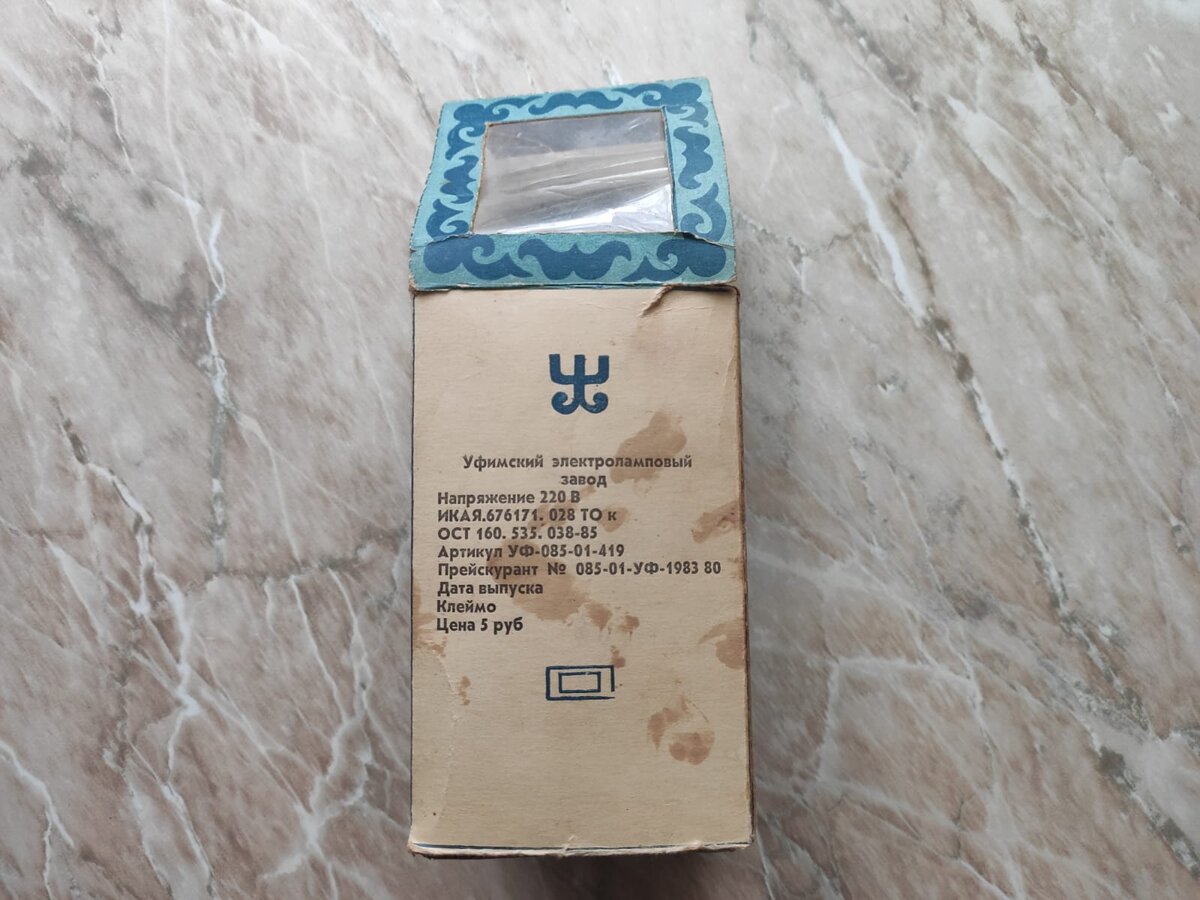 Уфимский электроламповый
завод
Напряжение 220 В
ИКАЯ.676171. 028 ТО к
ОСТ 160. 535. 038-85
Артикул УФ-085-01-419
Прейскурант № 085-01-УФ-1983 80
Дата выпуска
Клеймо
Цена 5 руб